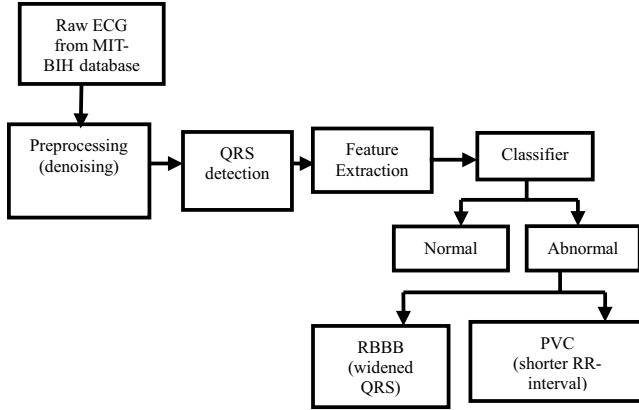 Raw ECG
from MIT-
BIH database
Preprocessing
(denoising)
QRS
detection
Feature
Extraction
Classifier
Normal
Abnormal
RBBB
(widened
QRS)
PVC
(shorter RR-
interval)